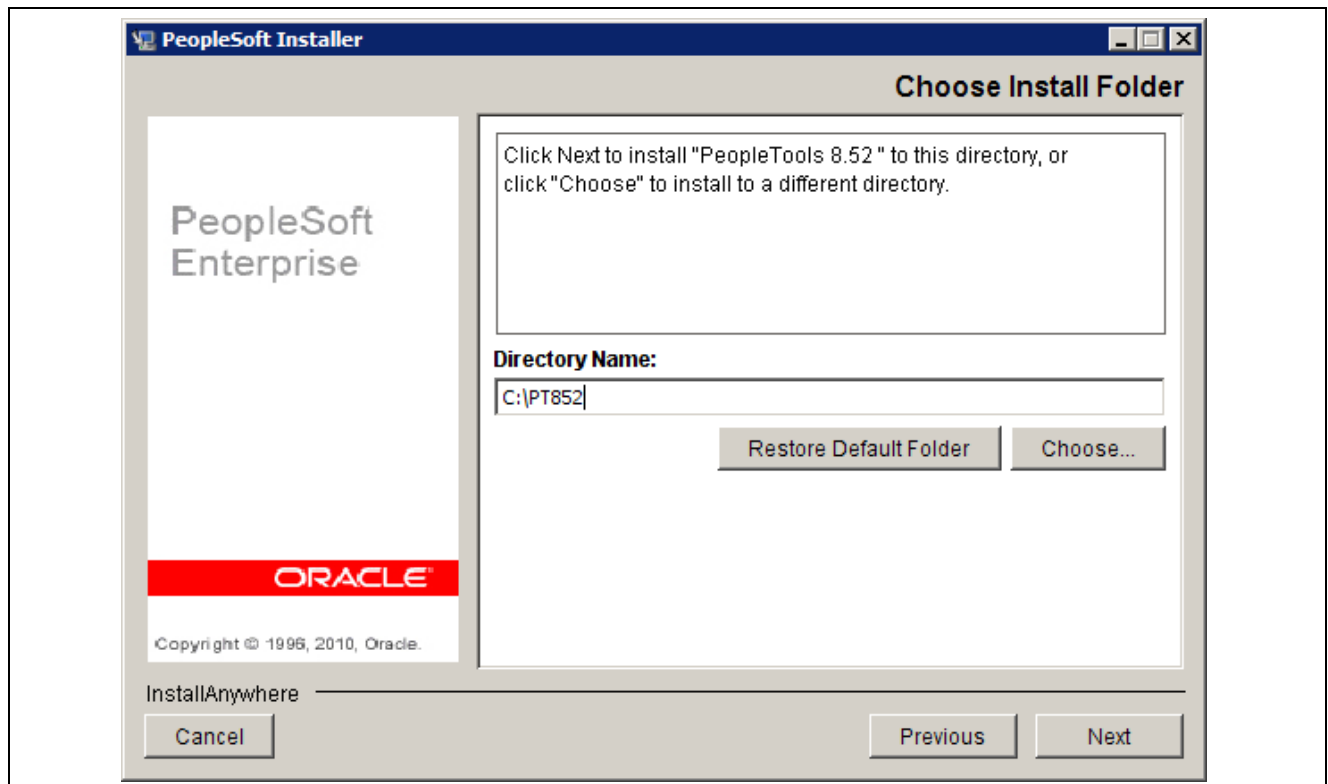 PeopleSoft Installer
Choose Install Folder
PeopleSoft
Enterprise
ORACLE
Copyright © 1996, 2010, Oracle.
Click Next to install "PeopleTools 8.52 " to this directory, or
click "Choose" to install to a different directory.
Directory Name:
C:\PT852
Restore Default Folder
Choose...
InstallAnywhere
Cancel
Previous
Next